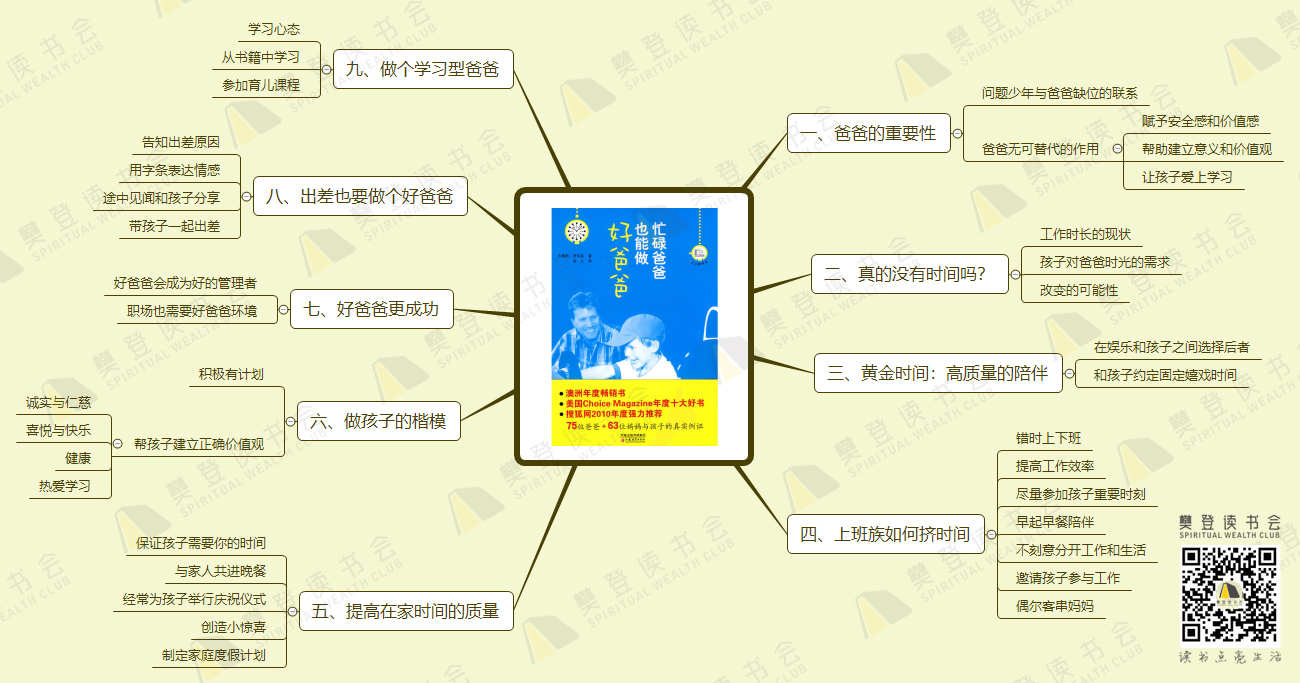 一、爸爸的重要性
问题少年与爸爸缺位的联系
爸爸无可替代的作用
赋予安全感和价值感
帮助建立意义和价值观
让孩子爱上学习
二、真的没有时间吗?
工作时长的现状
孩子对爸爸时光的需求
改变的可能性
三、黄金时间：高质量的陪伴
在娱乐和孩子之间选择后者
和孩子约定固定嬉戏时间
四、上班族如何挤时间
错时上下班
提高工作效率
尽量参加孩子重要时刻
早起早餐陪伴
不刻意分开工作和生活
邀请孩子参与工作
偶尔客串妈妈
五、提高在家时间的质量
保证孩子需要你的时间
与家人共进晚餐
经常为孩子举行庆祝仪式
创造小惊喜
制定家庭度假计划
六、做孩子的楷模
积极有计划
帮孩子建立正确价值观
诚实与仁慈
喜悦与快乐
健康
热爱学习
七、好爸爸更成功
好爸爸会成为好的管理者
职场也需要好爸爸环境
八、出差也要做个好爸爸
告知出差原因
用字条表达情感
途中见闻和孩子分享
带孩子一起出差
九、做个学习型爸爸
学习心态
从书籍中学习
参加育儿课程
忙碌爸爸
也能做
好爸爸
澳洲年度畅销书
美国Choice Magazine年度十大好书
搜狐网2010年度强力推荐
75位爸爸+63位妈妈与孩子的真实例证
樊登读书会
SPIRITUAL WEALTH CLUB
读书点亮生活